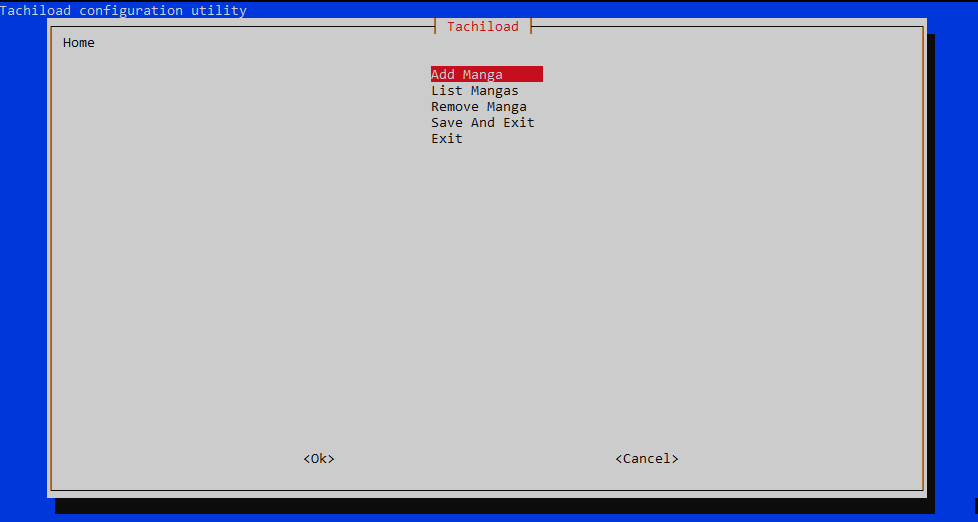 Tachiload configuration utility
Tachiload
Home
Add Manga
List Mangas
Remove Manga
Save And Exit
Exit
<Ok> <Cancel>